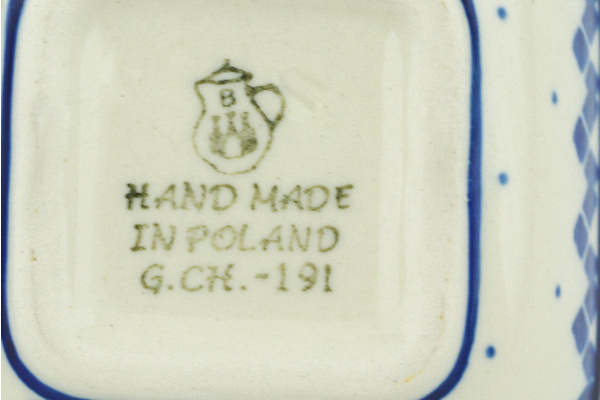 B
HAND MADE
IN POLAND
G.CH.-191